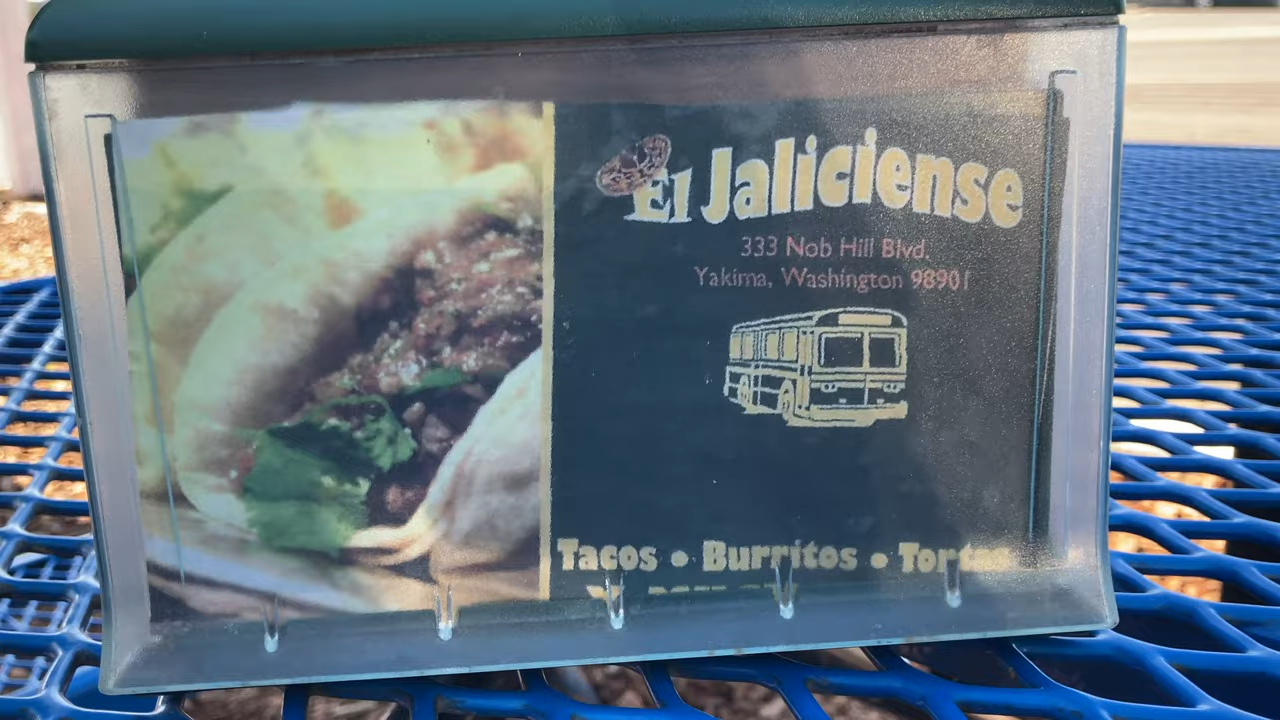 El Jaliciense
333 Nob Hill Blvd.
Yakima, Washington 98901
Tacos • Burritos • Tortas